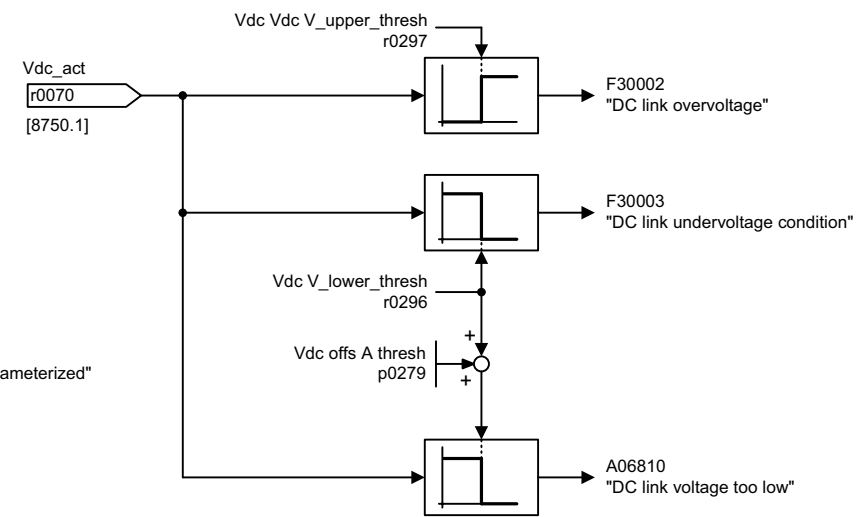 Vdc Vdc V_upper_thresh
r0297
Vdc_act
r0070
[8750.1]
F30002
"DC link overvoltage"
F30003
"DC link undervoltage condition"
Vdc V_lower_thresh
r0296
+
Vdc offs A thresh
p0279
+
ameterized"
A06810
"DC link voltage too low"